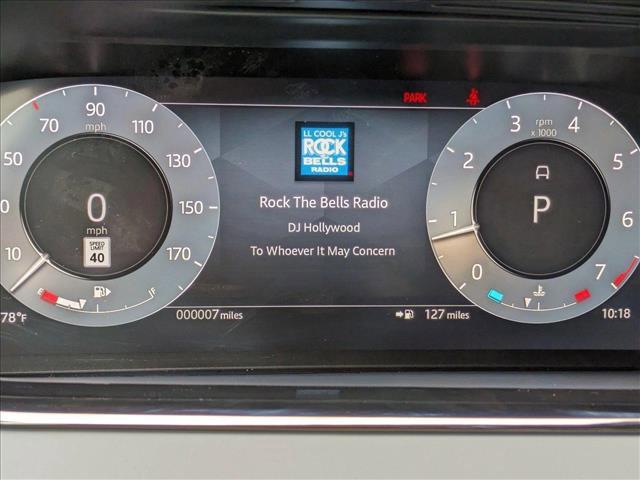 PARK
90
mph
70
110
50
130
0
mph
150
SPEED
LIMIT
40
10
170
E
F
LL COOL J's
ROCK
THE
BELLS
RADIO
Rock The Bells Radio
DJ Hollywood
To Whoever It May Concern
3
4
rpm
x 1000
2
5
P
1
6
0
7
78°F
000007 miles
127 miles
10:18